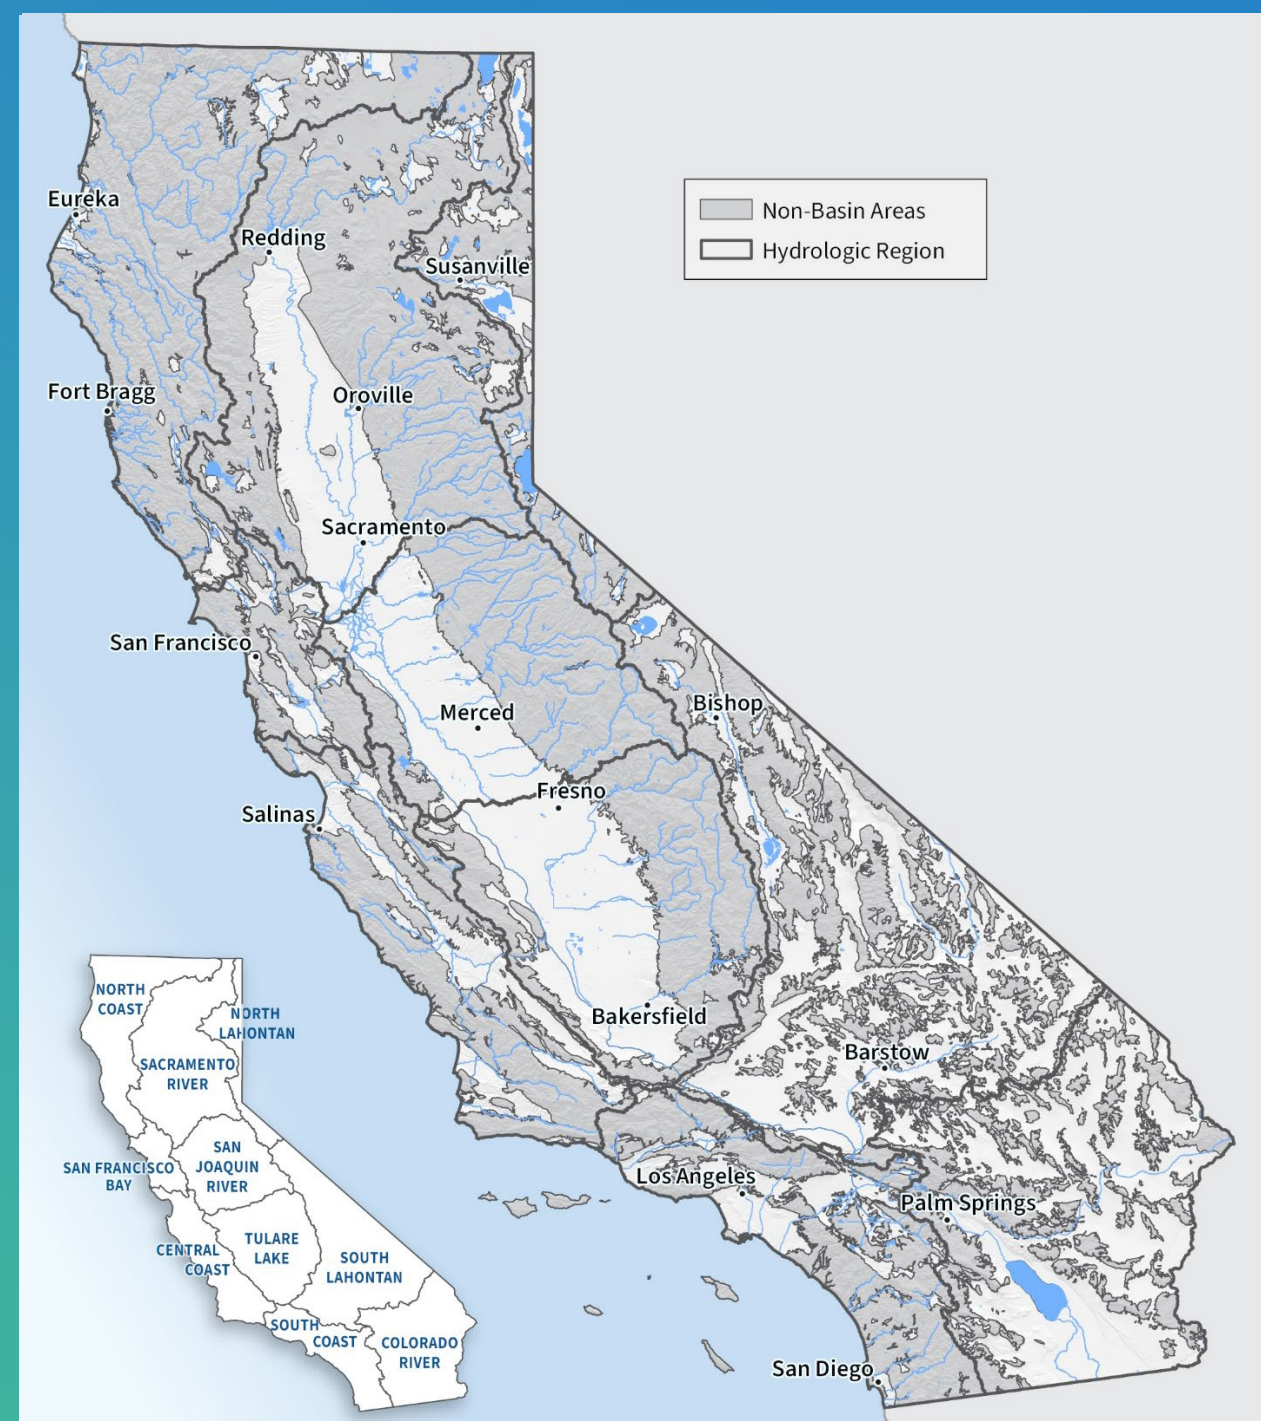 Non-Basin Areas
Hydrologic Region
Eureka
Redding
Susanville
Fort Bragg
Oroville
Sacramento
San Francisco
Merced
Bishop
Fresno
Salinas
Bakersfield
Barstow
Los Angeles
Palm Springs
San Diego
NORTH
COAST
NORTH
LAHONTAN
SACRAMENTO
RIVER
SAN
JOAQUIN
RIVER
SAN FRANCISCO
BAY
TULARE
LAKE
CENTRAL
COAST
SOUTH
LAHONTAN
SOUTH
COAST
COLORADO
RIVER